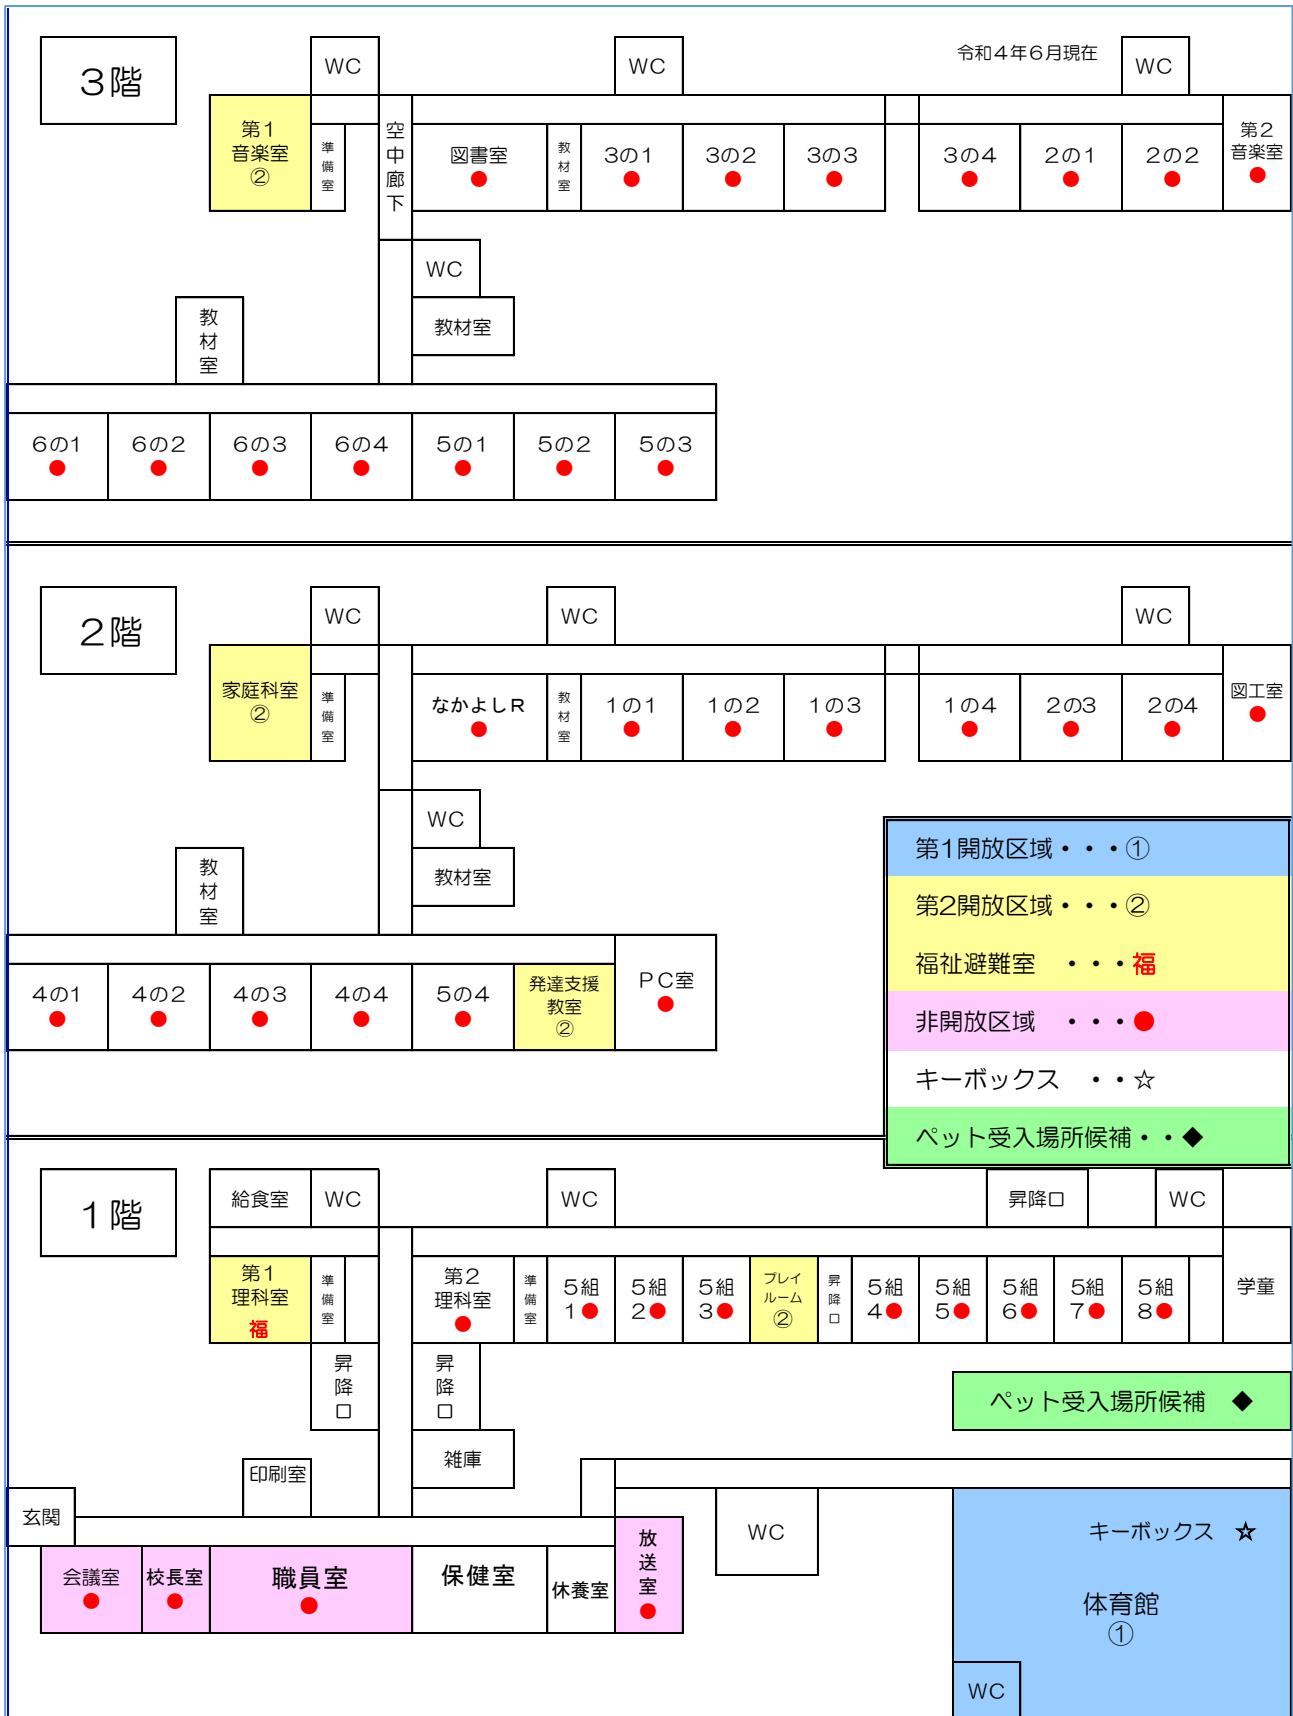 3階
WC
WC
令和4年6月現在
WC
第1
音楽室
②
準備室
空中廊下
図書室
●
教材室
3の1
●
3の2
●
3の3
●
3の4
●
2の1
●
2の2
●
第2
音楽室
●
WC
教材室
教材室
6の1
●
6の2
●
6の3
●
6の4
●
5の1
●
5の2
●
5の3
●
2階
WC
WC
WC
家庭科室
②
準備室
なかよしR
●
教材室
1の1
●
1の2
●
1の3
●
1の4
●
2の3
●
2の4
●
図工室
●
WC
教材室
教材室
4の1
●
4の2
●
4の3
●
4の4
●
5の4
●
発達支援
教室
②
PC室
●
第1開放区域・・・①
第2開放区域・・・②
福祉避難室 ・・・福
非開放区域 ・・・●
キーボックス ・・☆
ペット受入場所候補・・◆
1階
給食室
WC
WC
昇降口
WC
第1
理科室
福
準備室
第2
理科室
●
準備室
5組
1●
5組
2●
5組
3●
プレイ
ルーム
②
昇降口
5組
4●
5組
5●
5組
6●
5組
7●
5組
8●
学童
昇降口
昇降口
ペット受入場所候補 ◆
雑庫
印刷室
玄関
会議室
●
校長室
●
職員室
●
保健室
休養室
放送室
●
WC
キーボックス ☆
体育館
①
WC